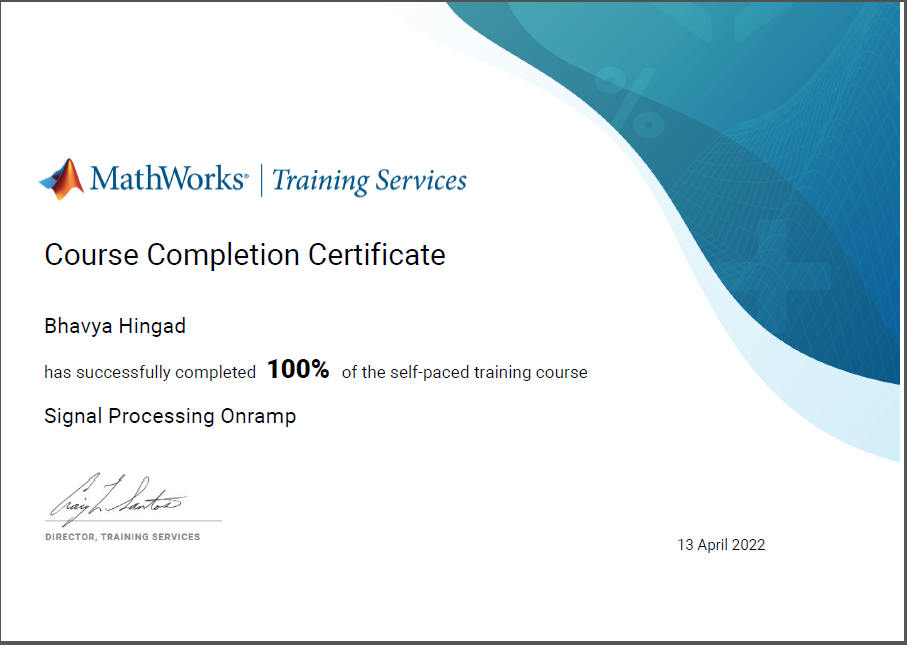 MathWorks® | Training Services
Course Completion Certificate
Bhavya Hingad
has successfully completed 100% of the self-paced training course
Signal Processing Onramp
Craig L. Santos
DIRECTOR, TRAINING SERVICES
13 April 2022